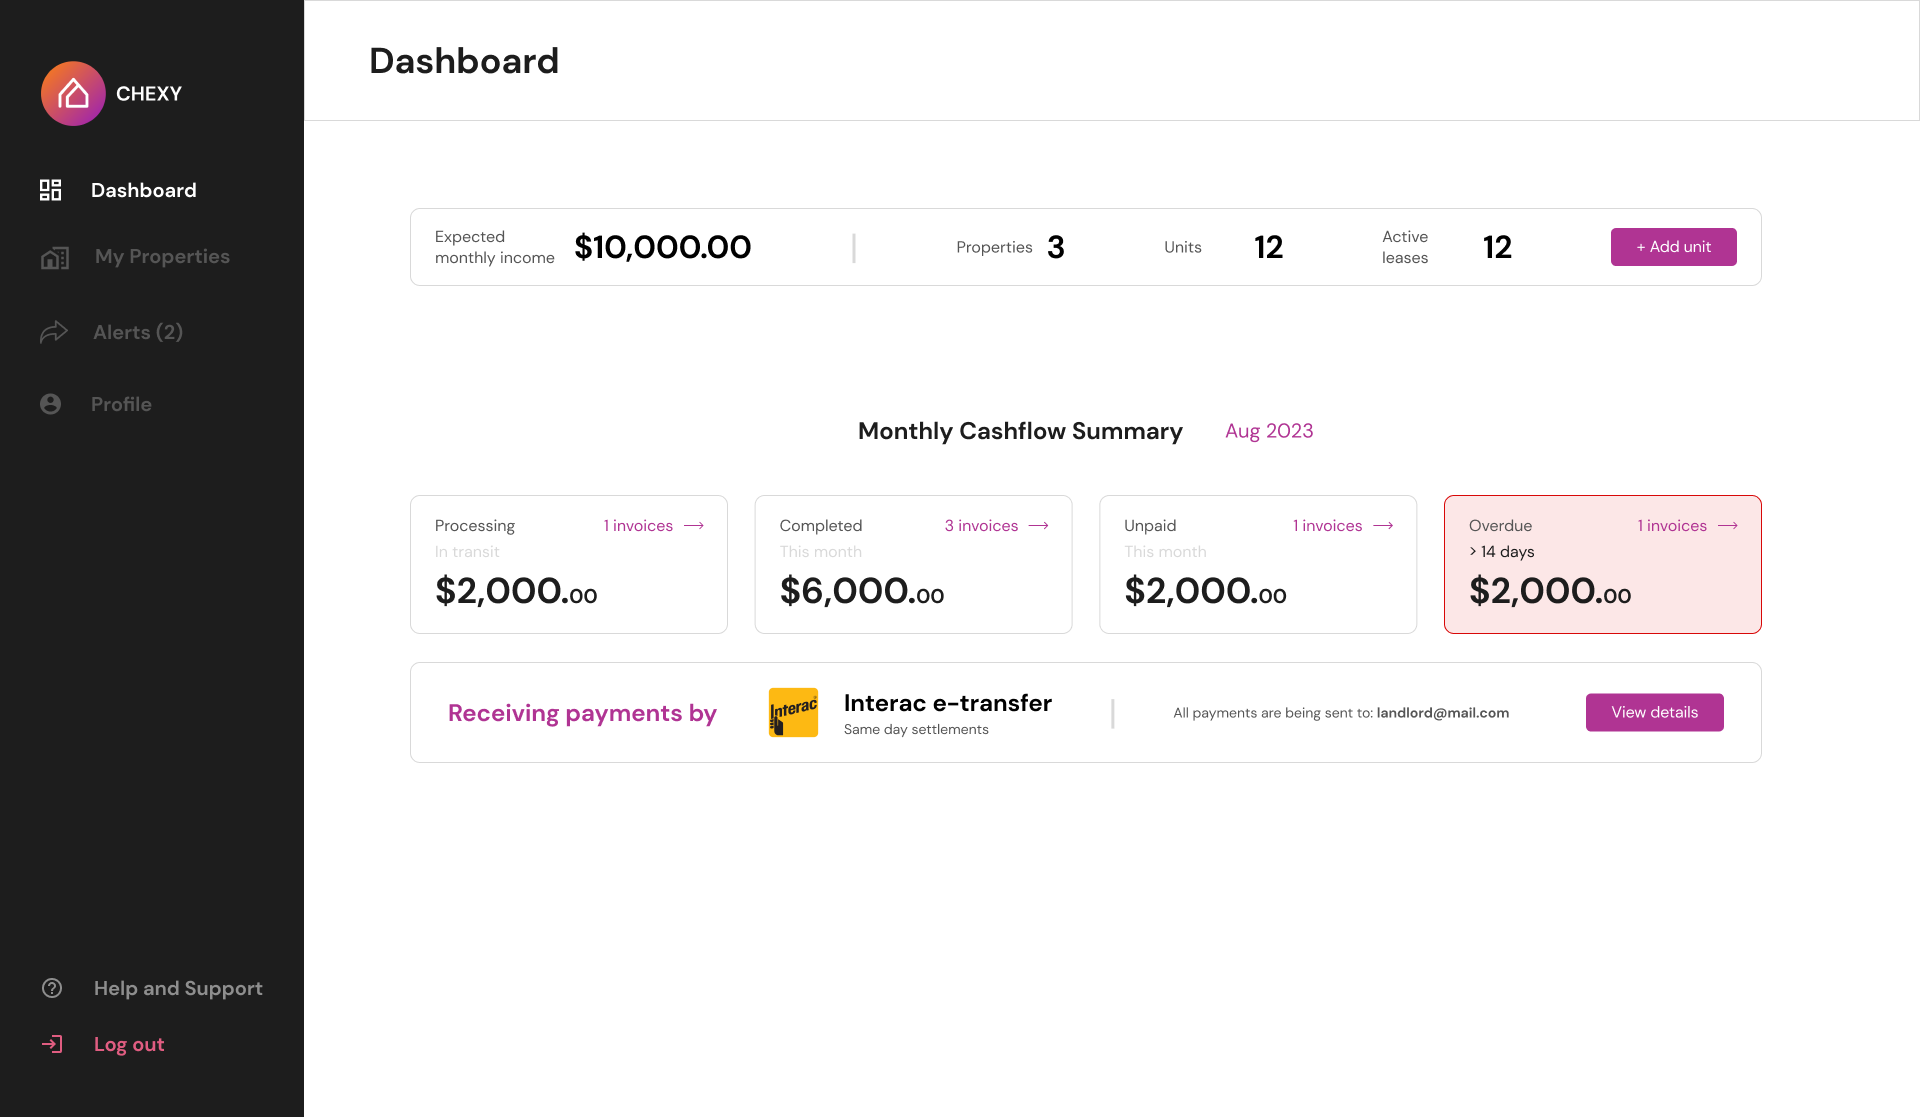 CHEXY
Dashboard
My Properties
Alerts (2)
Profile
Help and Support
Log out
Dashboard
Expected
monthly income
$10,000.00
Properties 3
Units 12
Active
leases
12
+ Add unit
Monthly Cashflow Summary Aug 2023
Processing 1 invoices
In transit
$2,000.00
Completed 3 invoices
This month
$6,000.00
Unpaid 1 invoices
This month
$2,000.00
Overdue 1 invoices
> 14 days
$2,000.00
Receiving payments by
Interac
Interac e-transfer
Same day settlements
All payments are being sent to: landlord@mail.com
View details